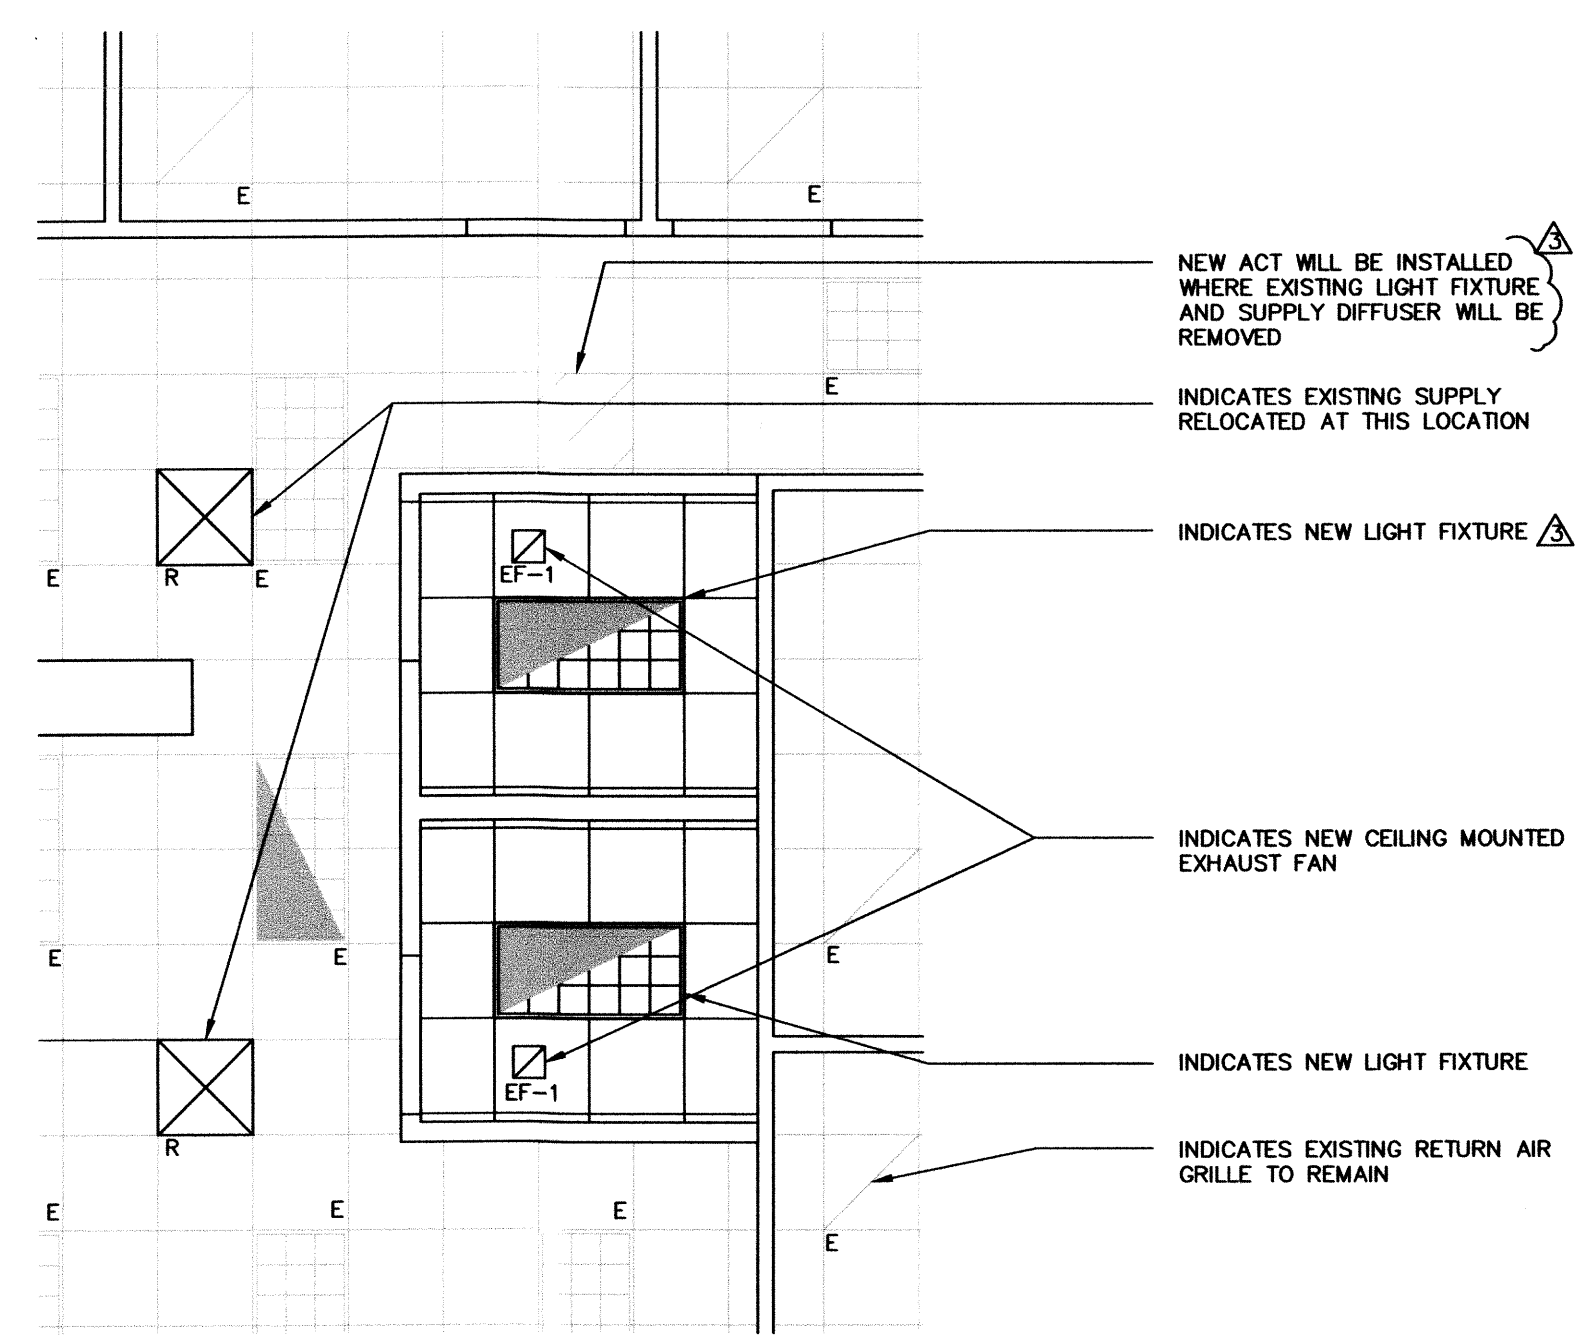 E
E
3
NEW ACT WILL BE INSTALLED
WHERE EXISTING LIGHT FIXTURE
AND SUPPLY DIFFUSER WILL BE
REMOVED
E
INDICATES EXISTING SUPPLY
RELOCATED AT THIS LOCATION
INDICATES NEW LIGHT FIXTURE 3
EF-1
E
R
E
INDICATES NEW CEILING MOUNTED
EXHAUST FAN
E
E
E
INDICATES NEW LIGHT FIXTURE
EF-1
R
INDICATES EXISTING RETURN AIR
GRILLE TO REMAIN
E
E
E
E